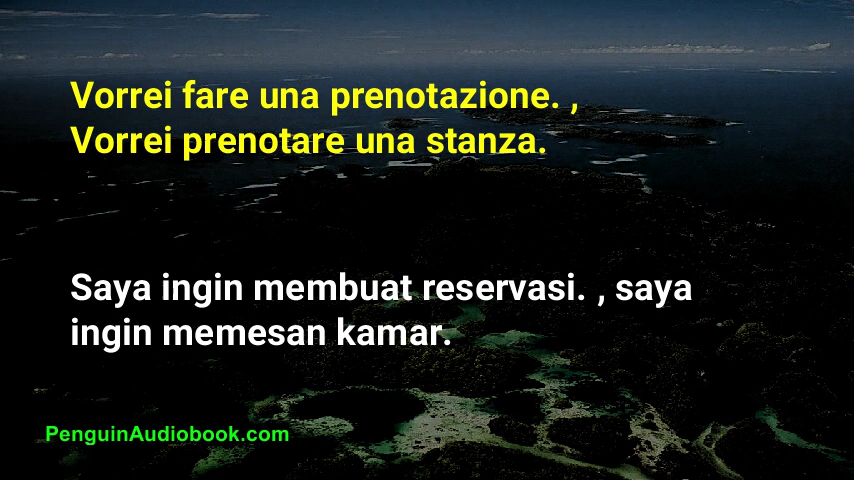 Vorrei fare una prenotazione. ,
Vorrei prenotare una stanza.
Saya ingin membuat reservasi. , saya
ingin memesan kamar.
PenguinAudiobook.com